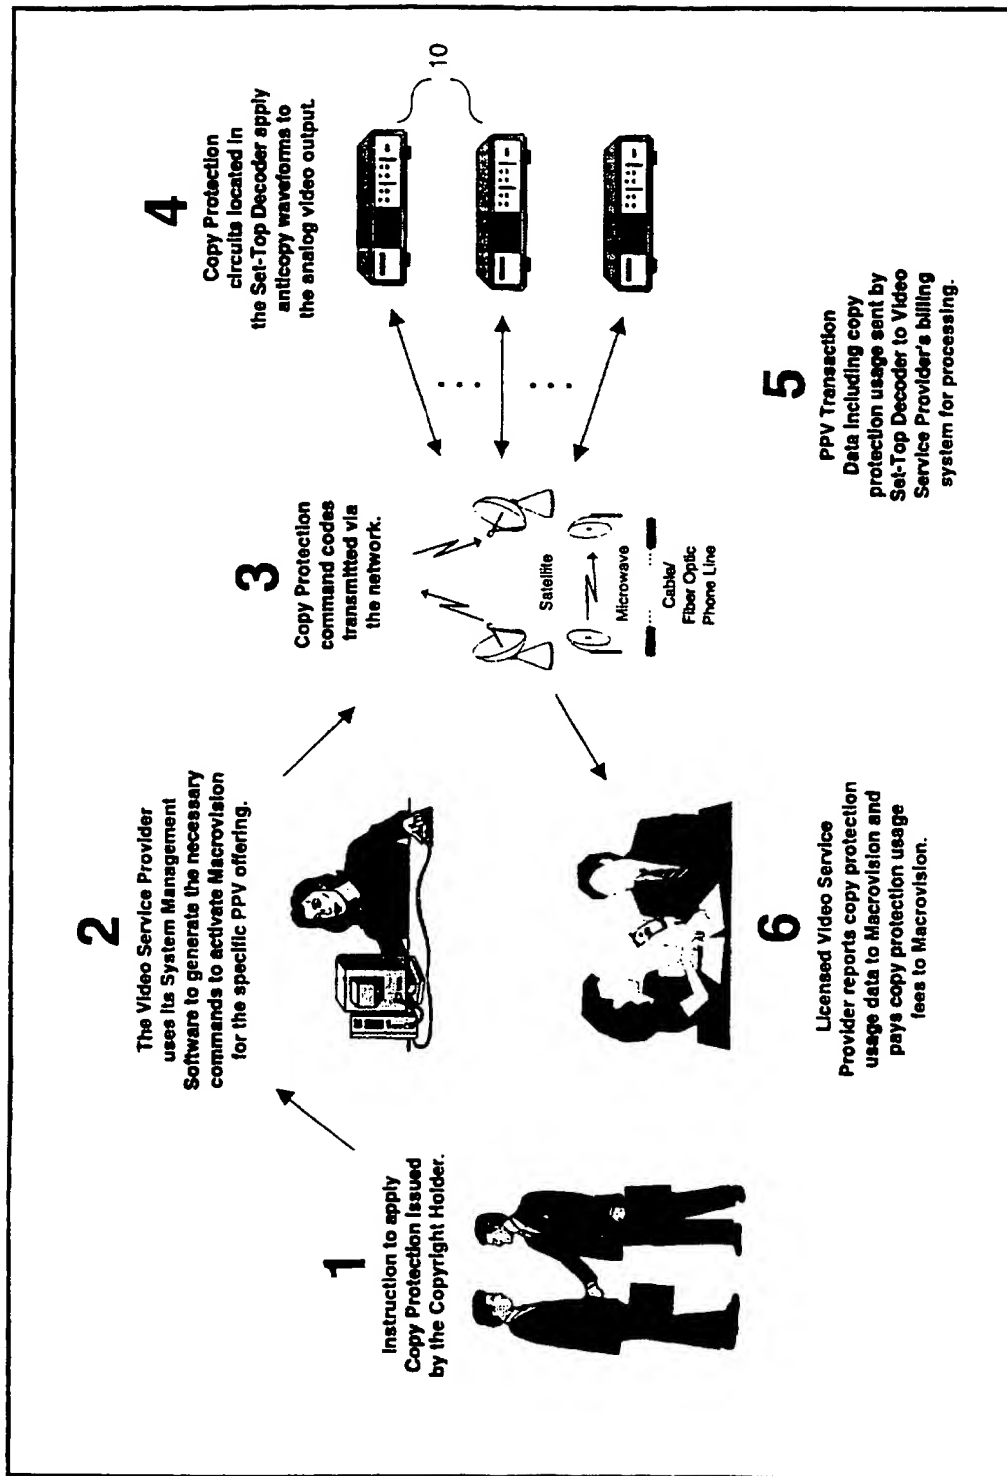 1
Instruction to apply
Copy Protection issued
by the Copyright Holder.
2
The Video Service Provider
uses its System Management
Software to generate the necessary
commands to activate Macrovision
for the specific PPV offering.
3
Copy Protection
command codes
transmitted via
the network.
Satellite
Microwave
Cable/
Fiber Optic
Phone Line
4
Copy Protection
circuits located in
the Set-Top Decoder apply
anticopy waveforms to
the analog video output.
10
5
PPV Transaction
Data including copy
protection usage sent by
Set-Top Decoder to Video
Service Provider's billing
system for processing.
6
Licensed Video Service
Provider reports copy protection
usage data to Macrovision and
pays copy protection usage
fees to Macrovision.